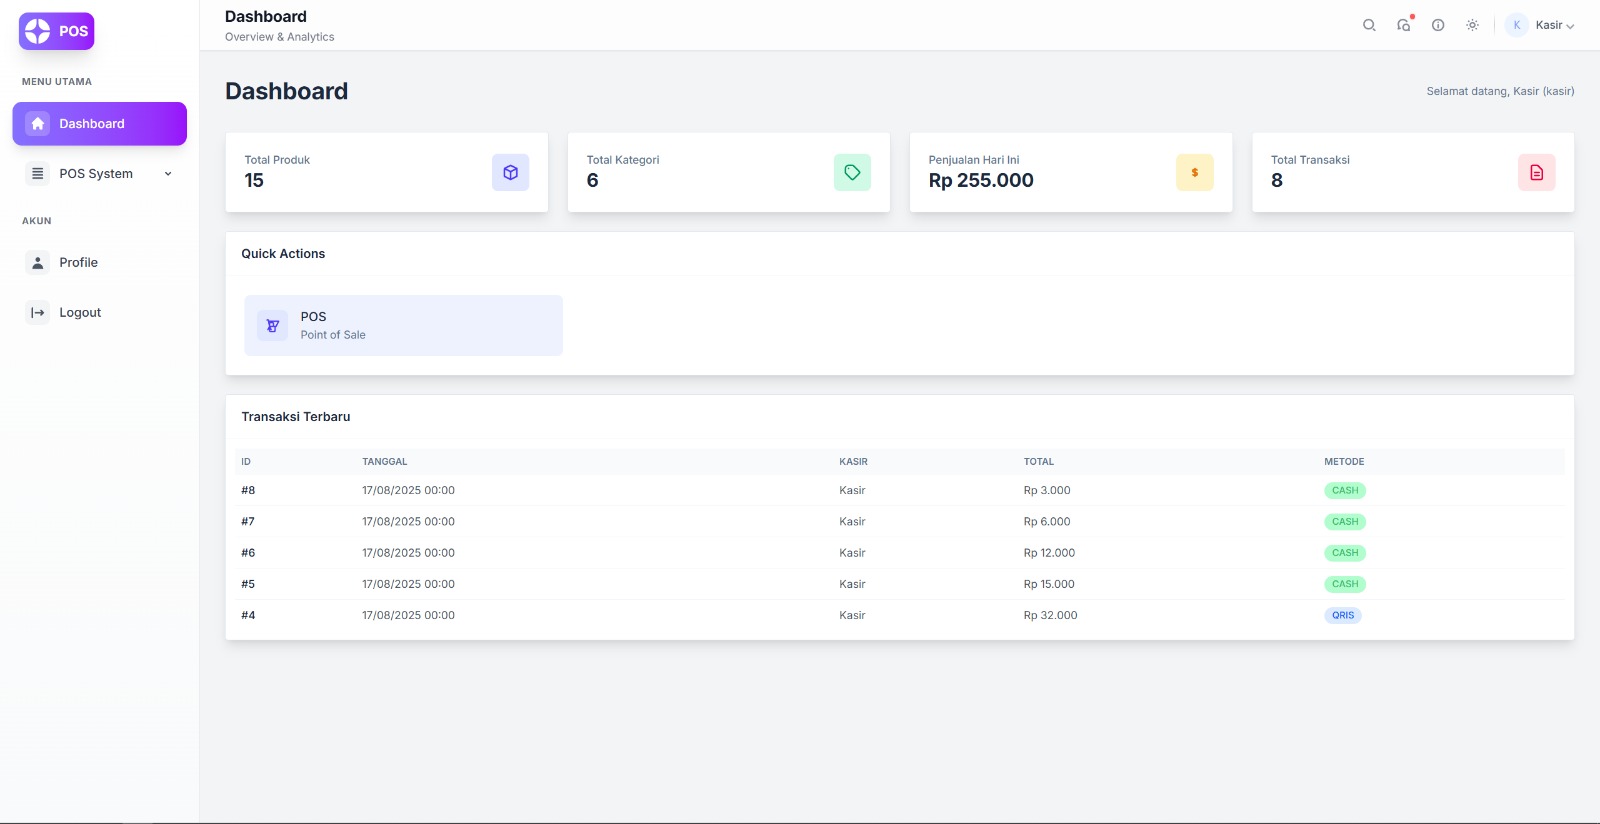 POS
MENU UTAMA
Dashboard
POS System
AKUN
Profile
Logout
Dashboard
Overview & Analytics
K Kasir
Dashboard
Selamat datang, Kasir (kasir)
Total Produk
15
Total Kategori
6
Penjualan Hari Ini
Rp 255.000
$
Total Transaksi
8
Quick Actions
POS
Point of Sale
Transaksi Terbaru
ID TANGGAL KASIR TOTAL METODE
#8 17/08/2025 00:00 Kasir Rp 3.000 CASH
#7 17/08/2025 00:00 Kasir Rp 6.000 CASH
#6 17/08/2025 00:00 Kasir Rp 12.000 CASH
#5 17/08/2025 00:00 Kasir Rp 15.000 CASH
#4 17/08/2025 00:00 Kasir Rp 32.000 QRIS